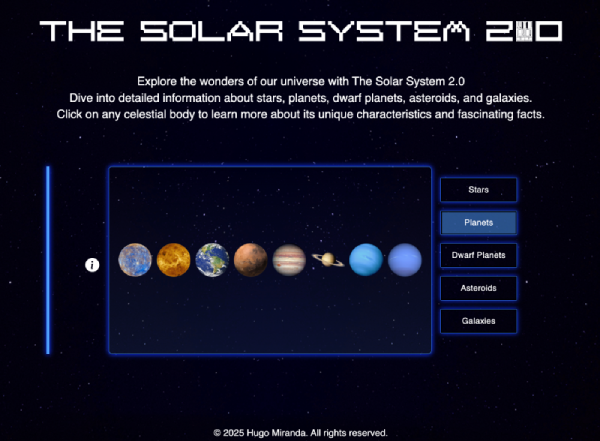 THE SOLAR SYSTEM 2.0
Explore the wonders of our universe with The Solar System 2.0
Dive into detailed information about stars, planets, dwarf planets, asteroids, and galaxies.
Click on any celestial body to learn more about its unique characteristics and fascinating facts.
Stars
Planets
i
Dwarf Planets
Asteroids
Galaxies
© 2025 Hugo Miranda. All rights reserved.